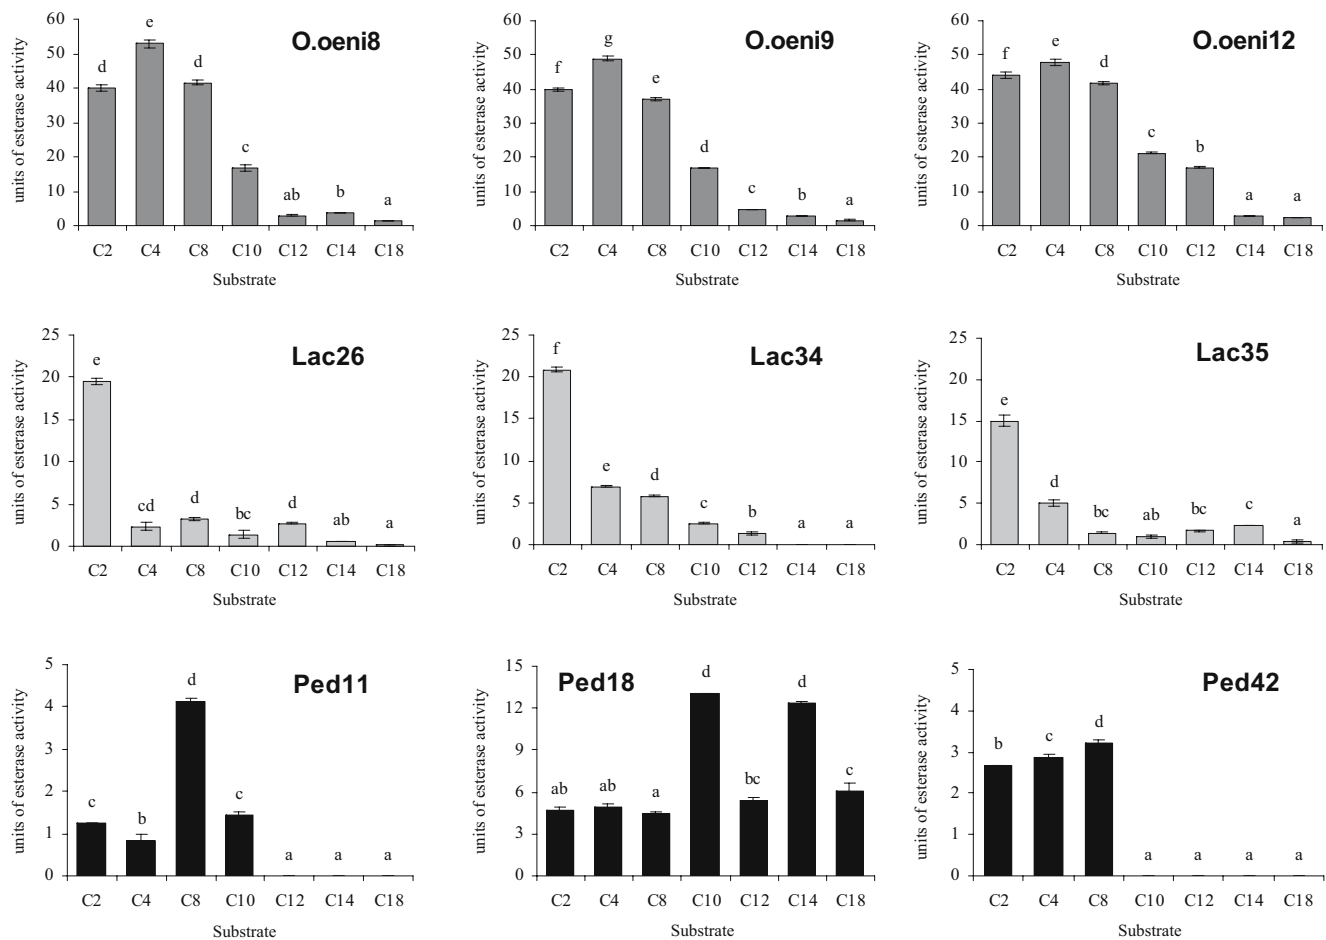 O.oeni8
units of esterase activity
60
50
40
30
20
10
0
d e d c ab b a
C2 C4 C8 C10 C12 C14 C18
Substrate
O.oeni9
units of esterase activity
60
50
40
30
20
10
0
f g e d c b a
C2 C4 C8 C10 C12 C14 C18
Substrate
O.oeni12
units of esterase activity
60
50
40
30
20
10
0
f e d c b a a
C2 C4 C8 C10 C12 C14 C18
Substrate
Lac26
units of esterase activity
25
20
15
10
5
0
e cd d bc d ab a
C2 C4 C8 C10 C12 C14 C18
Substrate
Lac34
units of esterase activity
25
20
15
10
5
0
f e d c b a a
C2 C4 C8 C10 C12 C14 C18
Substrate
Lac35
units of esterase activity
25
20
15
10
5
0
e d bc ab bc c a
C2 C4 C8 C10 C12 C14 C18
Substrate
Ped11
units of esterase activity
5
4
3
2
1
0
c b d c a a a
C2 C4 C8 C10 C12 C14 C18
Substrate
Ped18
units of esterase activity
15
12
9
6
3
0
ab ab a d bc d c
C2 C4 C8 C10 C12 C14 C18
Substrate
Ped42
units of esterase activity
5
4
3
2
1
0
b c d a a a a
C2 C4 C8 C10 C12 C14 C18
Substrate